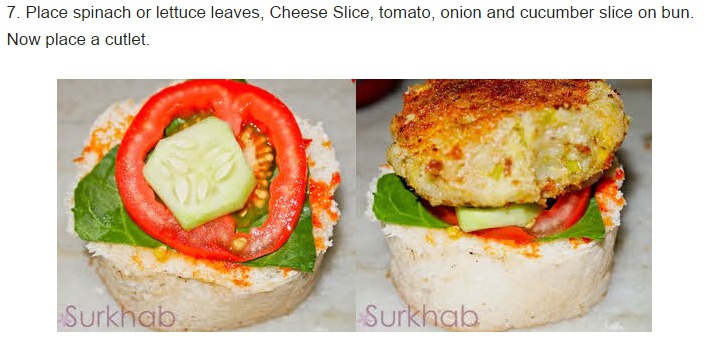 7. Place spinach or lettuce leaves, Cheese Slice, tomato, onion and cucumber slice on bun.
Now place a cutlet.
Surkhab
Surkhab